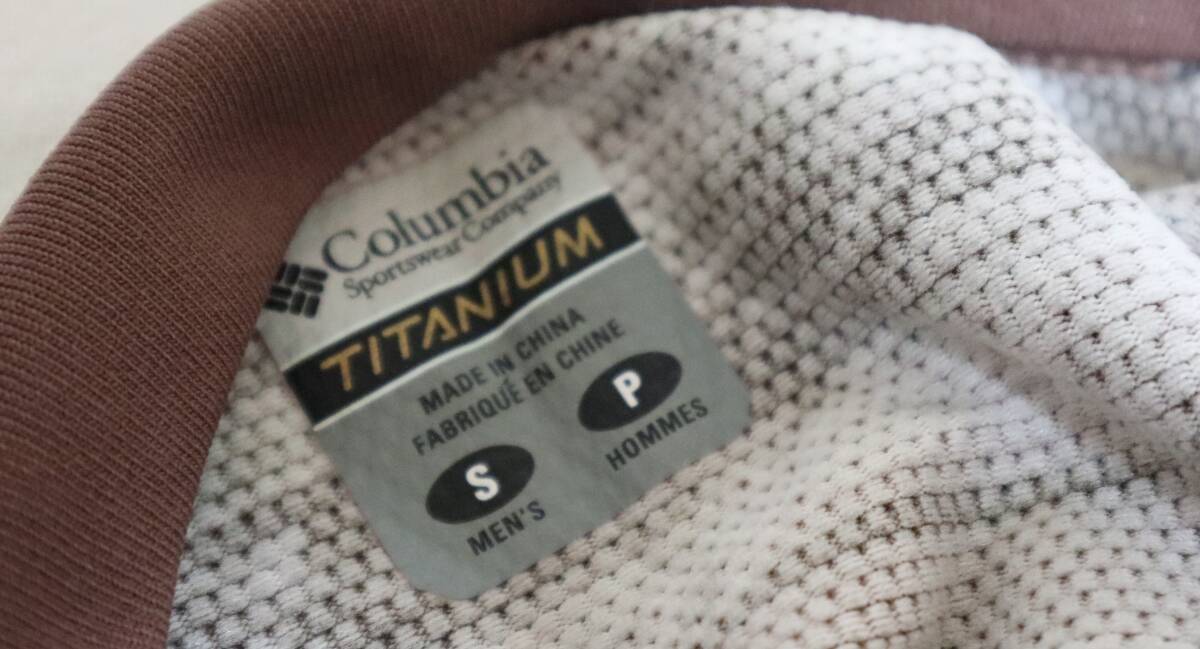 Columbia
Sportswear Company
TITANIUM
MADE IN CHINA
FABRIQUÉ EN CHINE
S P
MEN'S HOMMES